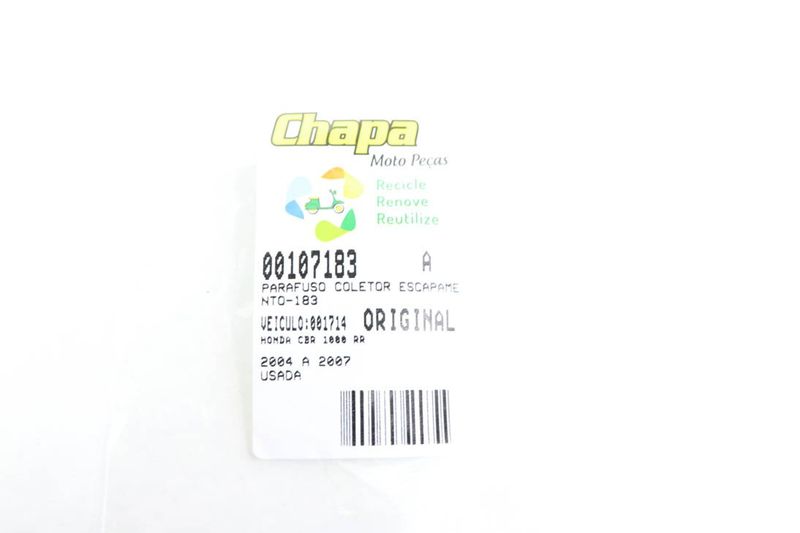 Chapa
Moto Peças
Recicle
Renove
Reutilize
00107183 A
PARAFUSO COLETOR ESCAPAME
NTO-183
VEICULO:001714 ORIGINAL
HONDA CBR 1000 RR
2004 A 2007
USADA